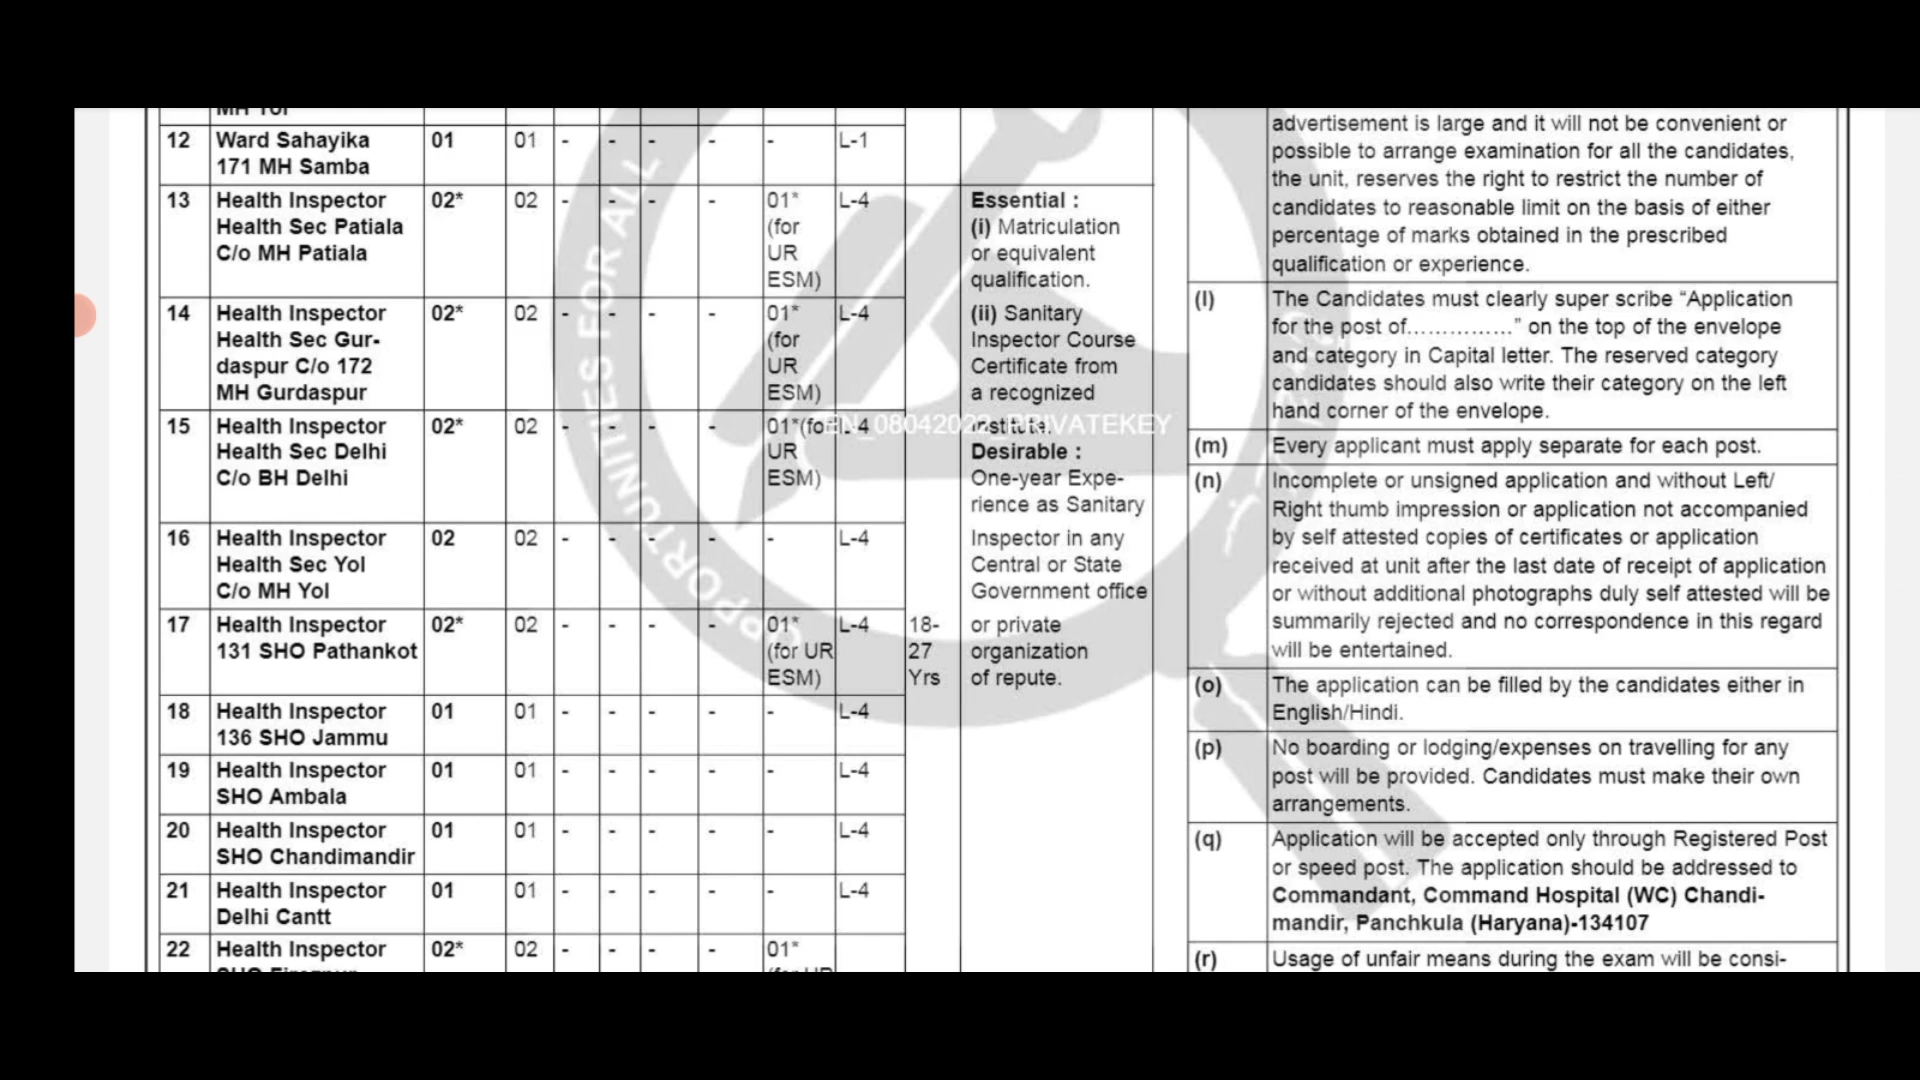 12 Ward Sahayika 01 01 - - - - - L-1
171 MH Samba
13 Health Inspector 02* 02 - - - - 01* L-4
Health Sec Patiala (for
C/o MH Patiala UR
ESM)
14 Health Inspector 02* 02 - - - - 01* L-4
Health Sec Gur- (for
daspur C/o 172 UR
MH Gurdaspur ESM)
15 Health Inspector 02* 02 - - - - 01*(for L-4
Health Sec Delhi UR
C/o BH Delhi ESM)
16 Health Inspector 02 02 - - - - - L-4
Health Sec Yol
C/o MH Yol
17 Health Inspector 02* 02 - - - - 01* L-4 18-
131 SHO Pathankot (for UR 27
ESM) Yrs
18 Health Inspector 01 01 - - - - - L-4
136 SHO Jammu
19 Health Inspector 01 01 - - - - - L-4
SHO Ambala
20 Health Inspector 01 01 - - - - - L-4
SHO Chandimandir
21 Health Inspector 01 01 - - - - - L-4
Delhi Cantt
22 Health Inspector 02* 02 - - - - 01*
Essential :
(i) Matriculation
or equivalent
qualification.
(ii) Sanitary
Inspector Course
Certificate from
a recognized
institute.
Desirable :
One-year Expe-
rience as Sanitary
Inspector in any
Central or State
Government office
or private
organization
of repute.
advertisement is large and it will not be convenient or
possible to arrange examination for all the candidates,
the unit, reserves the right to restrict the number of
candidates to reasonable limit on the basis of either
percentage of marks obtained in the prescribed
qualification or experience.
(l) The Candidates must clearly super scribe “Application
for the post of……………” on the top of the envelope
and category in Capital letter. The reserved category
candidates should also write their category on the left
hand corner of the envelope.
(m) Every applicant must apply separate for each post.
(n) Incomplete or unsigned application and without Left/
Right thumb impression or application not accompanied
by self attested copies of certificates or application
received at unit after the last date of receipt of application
or without additional photographs duly self attested will be
summarily rejected and no correspondence in this regard
will be entertained.
(o) The application can be filled by the candidates either in
English/Hindi.
(p) No boarding or lodging/expenses on travelling for any
post will be provided. Candidates must make their own
arrangements.
(q) Application will be accepted only through Registered Post
or speed post. The application should be addressed to
Commandant, Command Hospital (WC) Chandi-
mandir, Panchkula (Haryana)-134107
(r) Usage of unfair means during the exam will be consi-
OPPORTUNITIES FOR ALL
EN_08042022_PRIVATEKEY